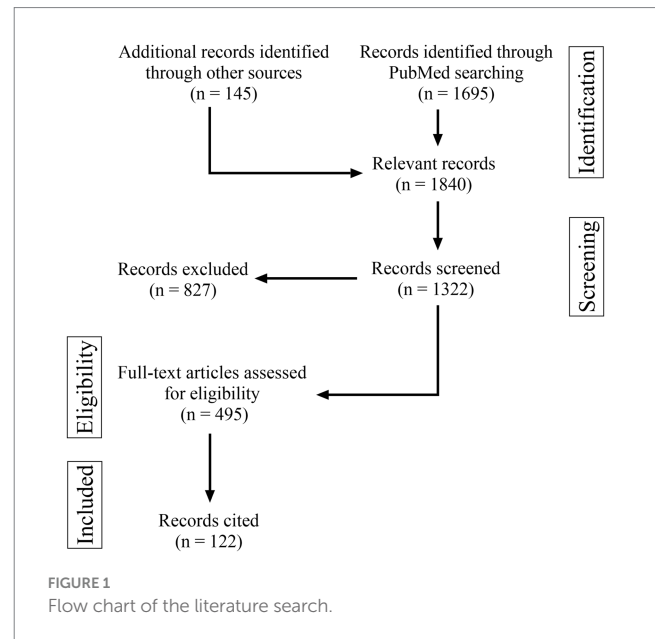 Additional records identified
through other sources
(n = 145)
Records identified through
PubMed searching
(n = 1695)
Identification
Relevant records
(n = 1840)
Screening
Records excluded
(n = 827)
Records screened
(n = 1322)
Eligibility
Full-text articles assessed
for eligibility
(n = 495)
Included
Records cited
(n = 122)
FIGURE 1
Flow chart of the literature search.